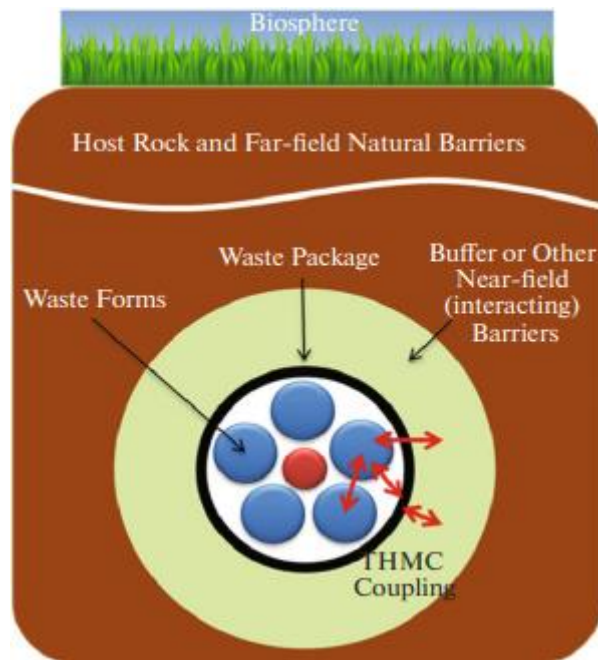 Biosphere
Host Rock and Far-field Natural Barriers
Waste Package
Buffer or Other
Near-field
(interacting)
Barriers
Waste Forms
THMC
Coupling